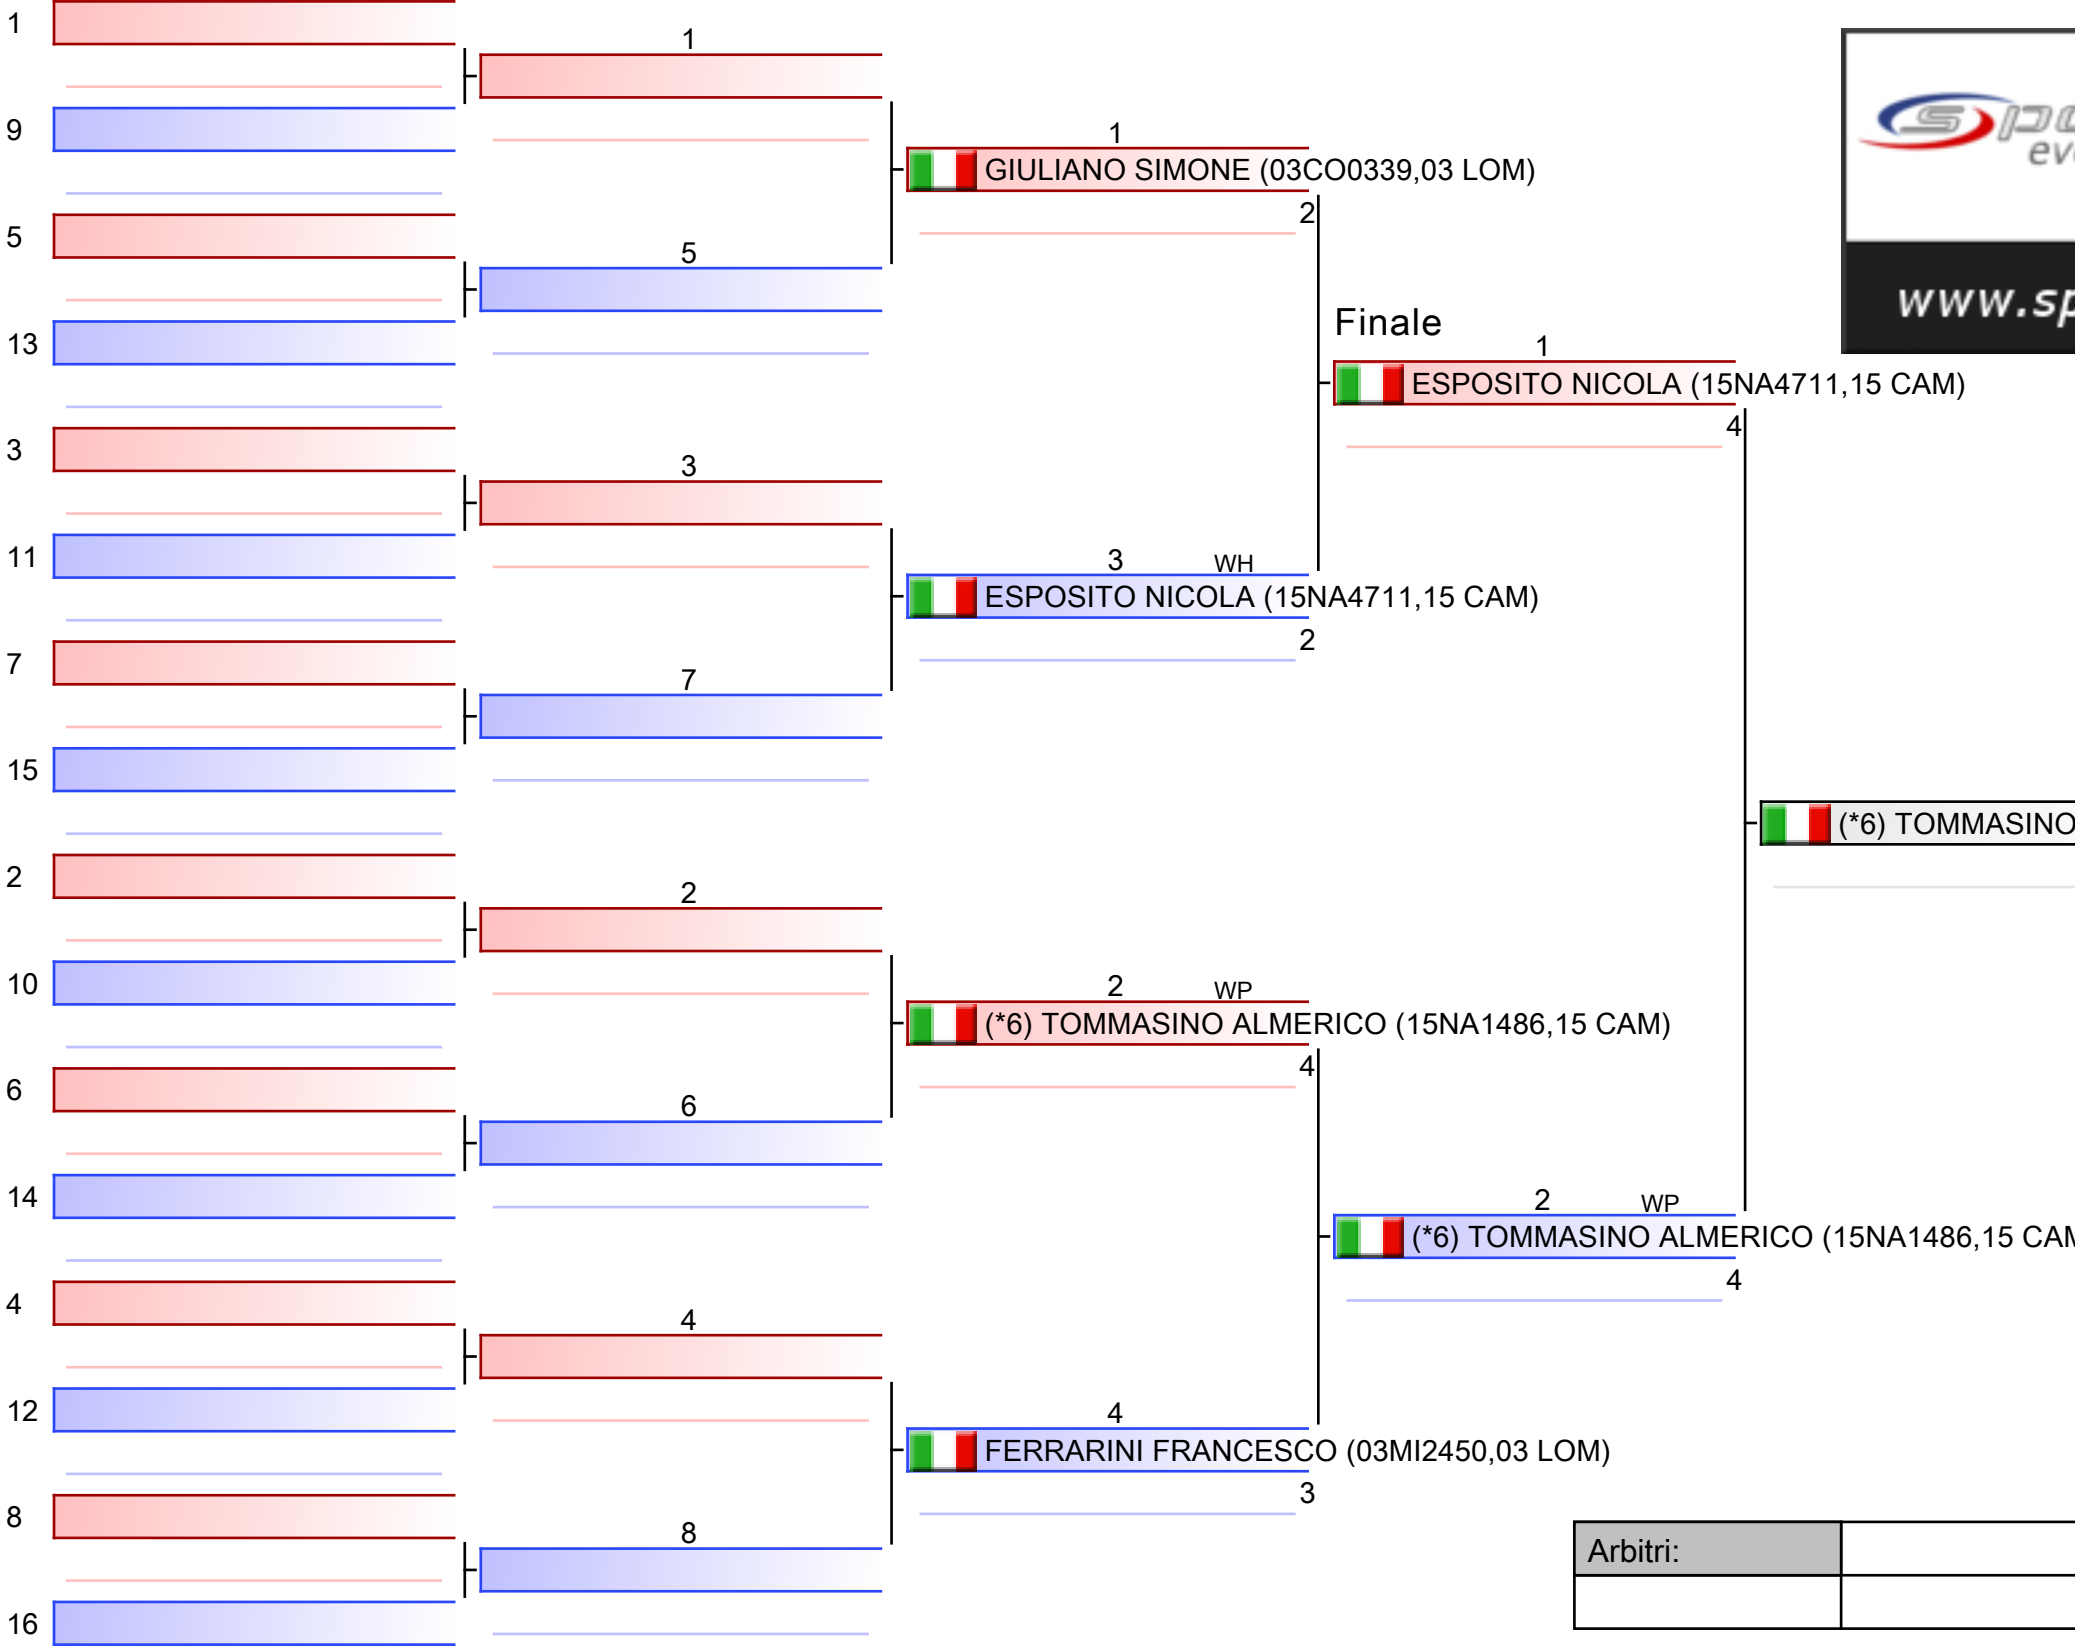 1
9
5
13
3
11
7
15
2
10
6
14
4
12
8
16
1
5
3
7
2
6
4
8
1
GIULIANO SIMONE (03CO0339,03 LOM)
2
3 WH
ESPOSITO NICOLA (15NA4711,15 CAM)
2
2 WP
(*6) TOMMASINO ALMERICO (15NA1486,15 CAM)
4
4
FERRARINI FRANCESCO (03MI2450,03 LOM)
3
Finale
1
ESPOSITO NICOLA (15NA4711,15 CAM)
4
2 WP
(*6) TOMMASINO ALMERICO (15NA1486,15 CAM
4
(*6) TOMMASINO
www.sp
Arbitri: